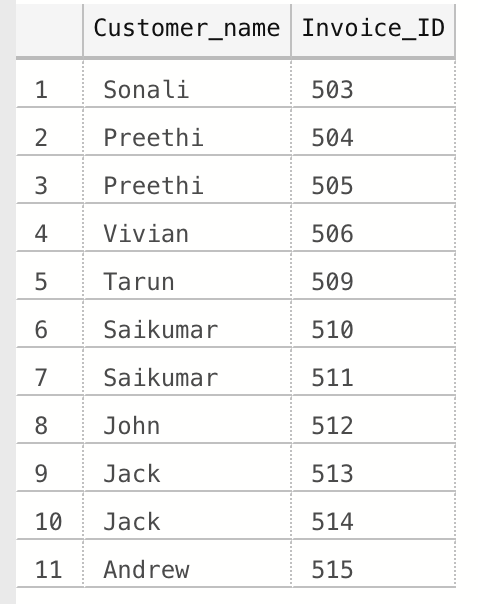 Customer_name Invoice_ID
1 Sonali 503
2 Preethi 504
3 Preethi 505
4 Vivian 506
5 Tarun 509
6 Saikumar 510
7 Saikumar 511
8 John 512
9 Jack 513
10 Jack 514
11 Andrew 515